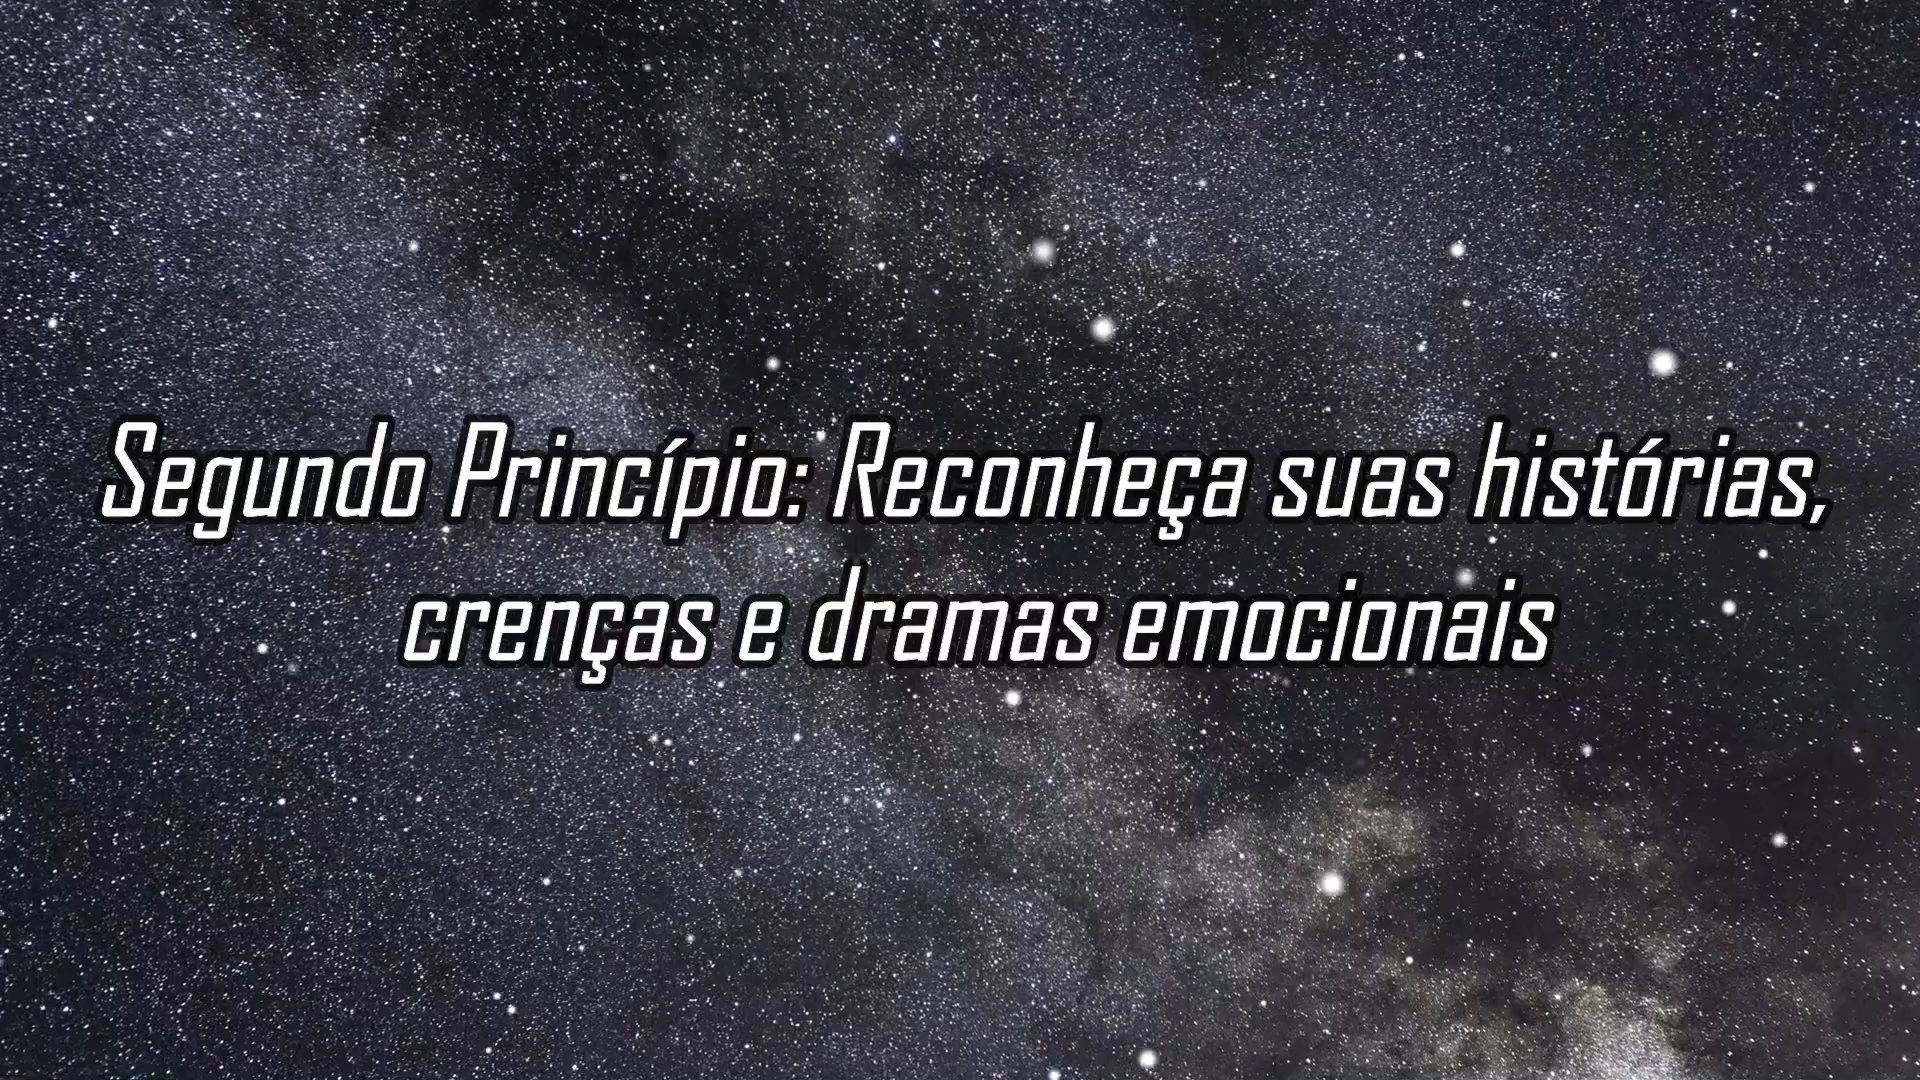 Segundo Princípio: Reconheça suas histórias,
crenças e dramas emocionais